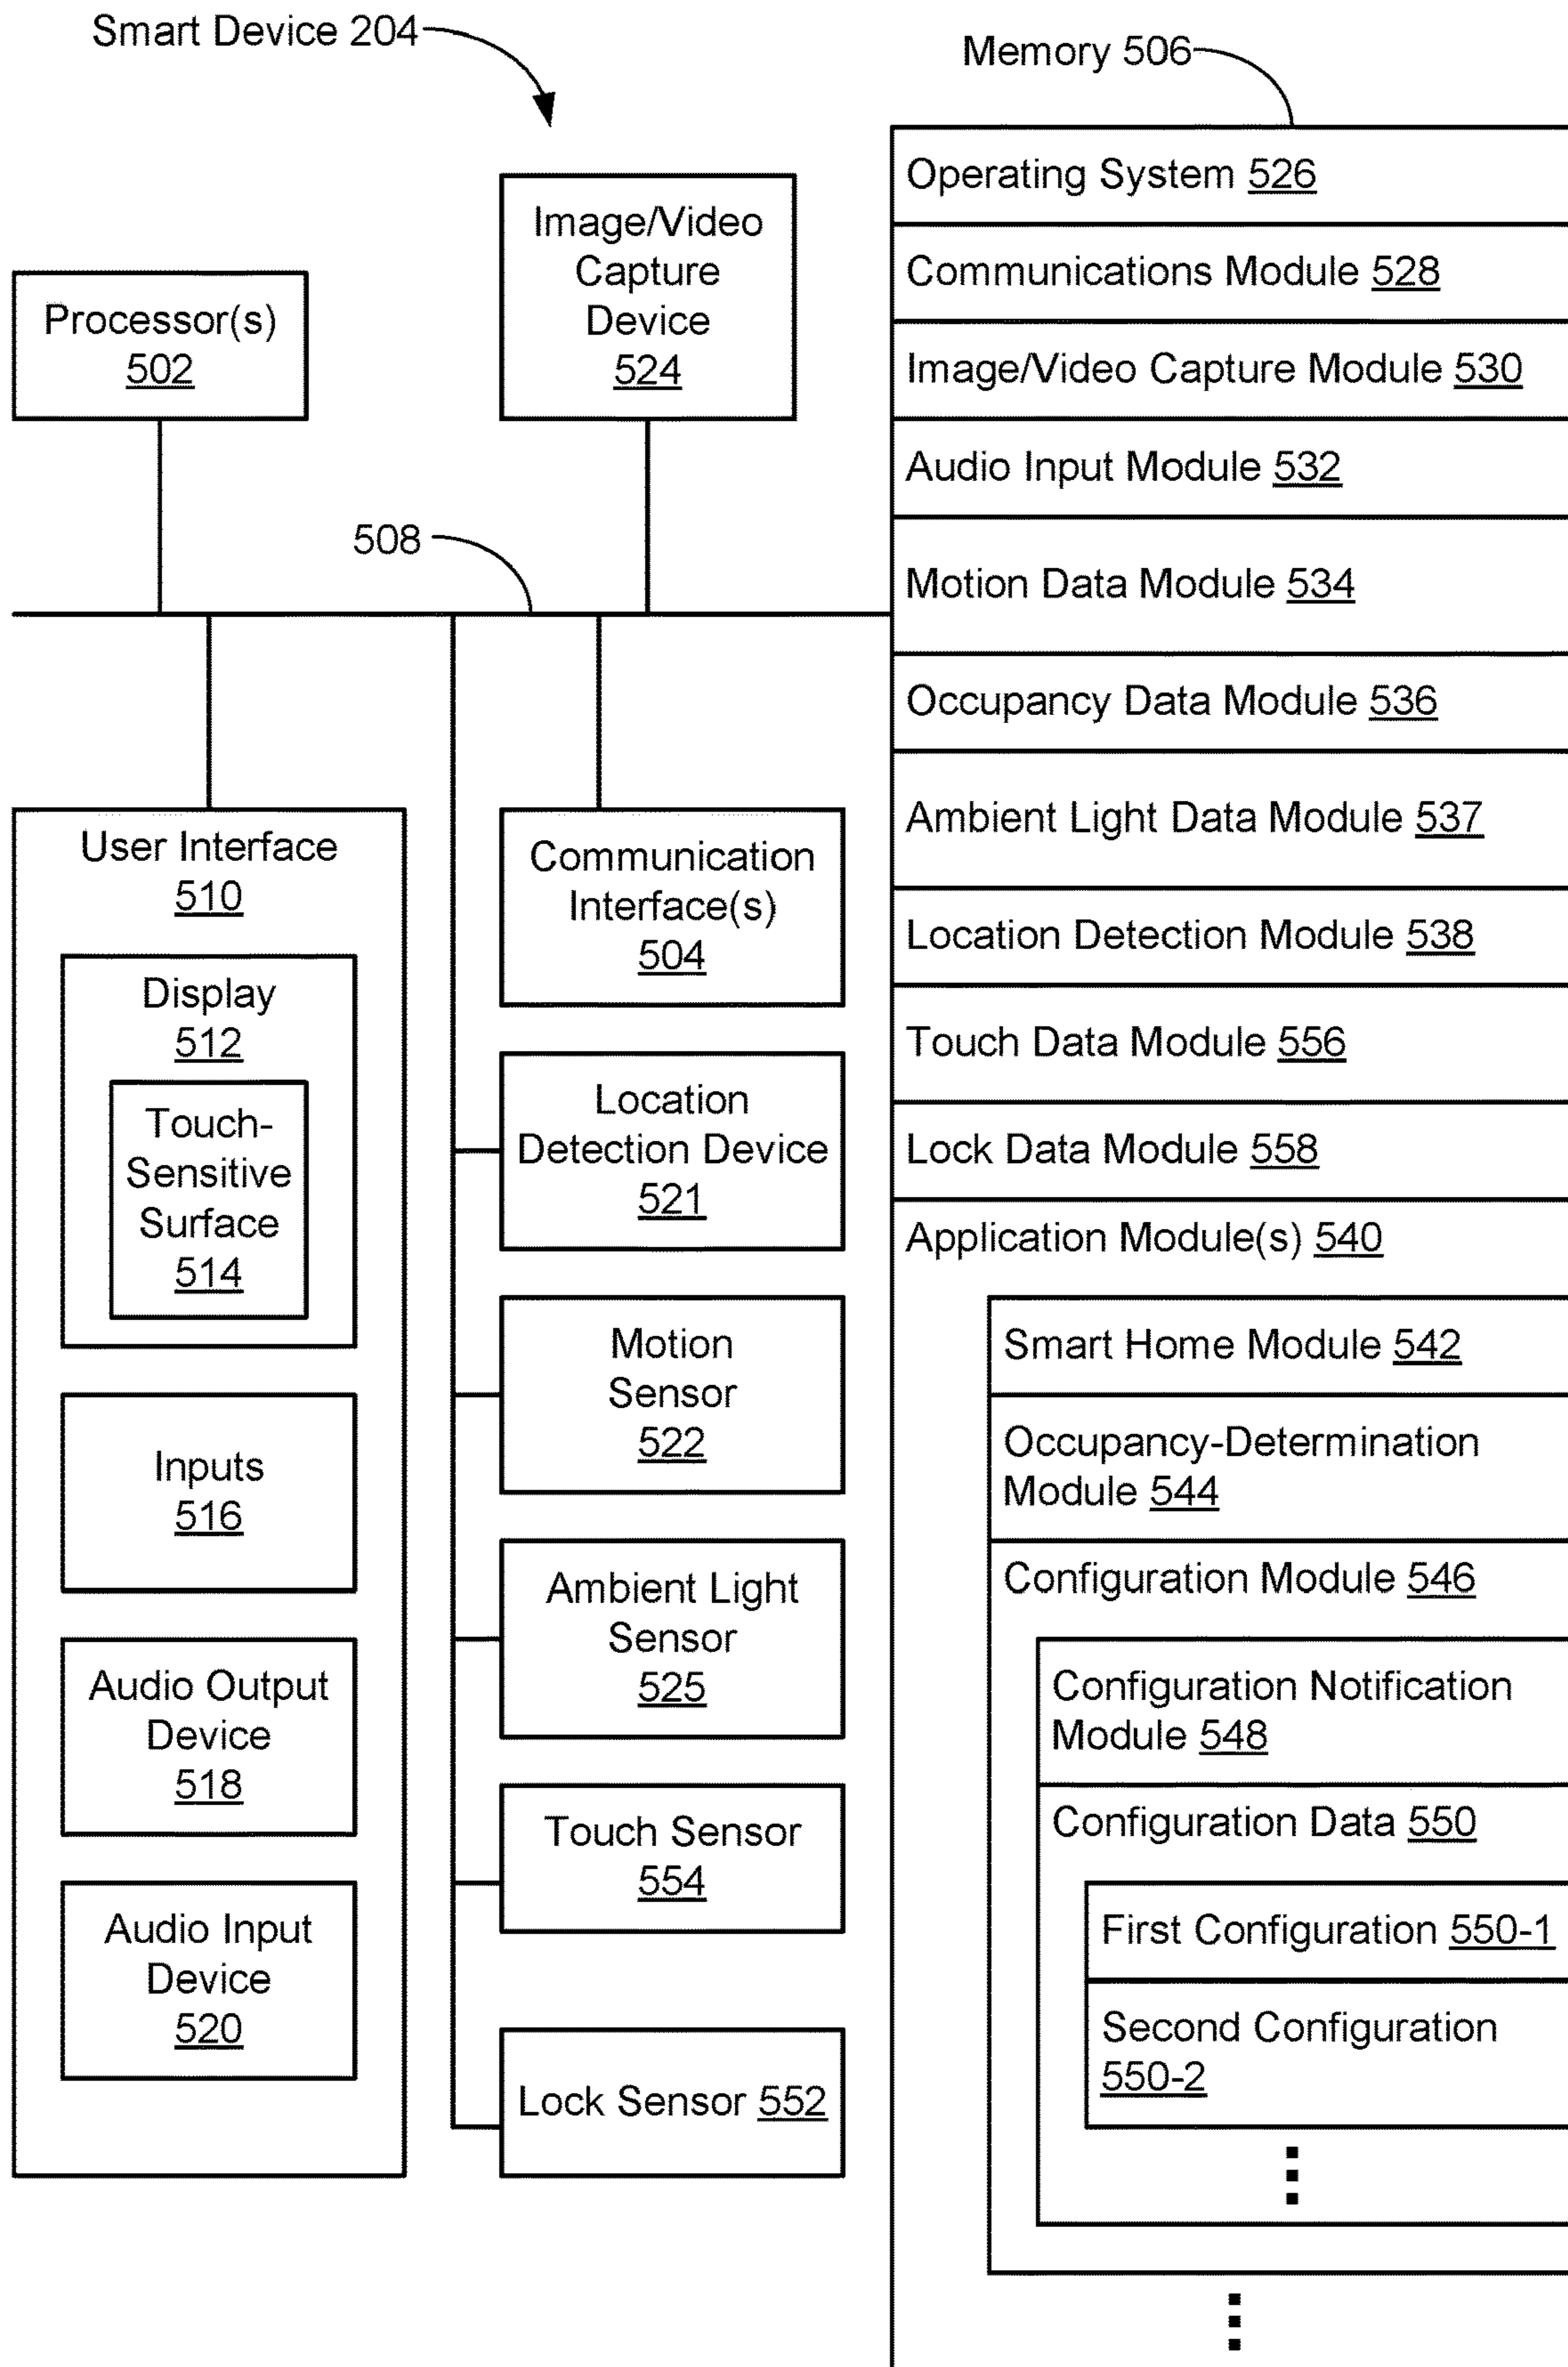 Smart Device 204
Memory 506
Image/Video
Capture
Device
524
Processor(s)
502
508
User Interface
510
Display
512
Touch-
Sensitive
Surface
514
Inputs
516
Audio Output
Device
518
Audio Input
Device
520
Communication
Interface(s)
504
Location
Detection Device
521
Motion
Sensor
522
Ambient Light
Sensor
525
Touch Sensor
554
Lock Sensor 552
Operating System 526
Communications Module 528
Image/Video Capture Module 530
Audio Input Module 532
Motion Data Module 534
Occupancy Data Module 536
Ambient Light Data Module 537
Location Detection Module 538
Touch Data Module 556
Lock Data Module 558
Application Module(s) 540
Smart Home Module 542
Occupancy-Determination
Module 544
Configuration Module 546
Configuration Notification
Module 548
Configuration Data 550
First Configuration 550-1
Second Configuration
550-2